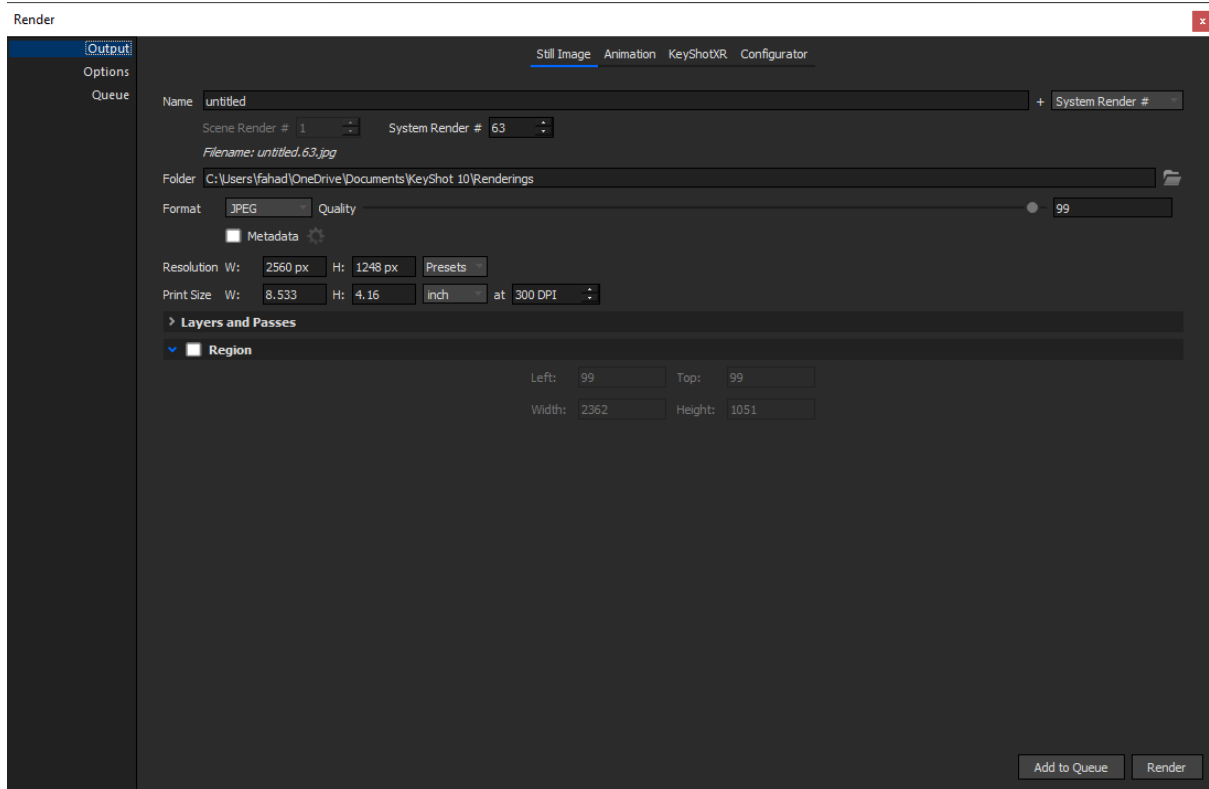 Render
x
Output
Options
Queue
Still Image Animation KeyShotXR Configurator
Name untitled + System Render #
Scene Render # 1 System Render # 63
Filename: untitled.63.jpg
Folder C:\Users\fahad\OneDrive\Documents\KeyShot 10\Renderings
Format JPEG Quality 99
Metadata
Resolution W: 2560 px H: 1248 px Presets
Print Size W: 8.533 H: 4.16 inch at 300 DPI
Layers and Passes
Region
Left: 99 Top: 99
Width: 2362 Height: 1051
Add to Queue Render